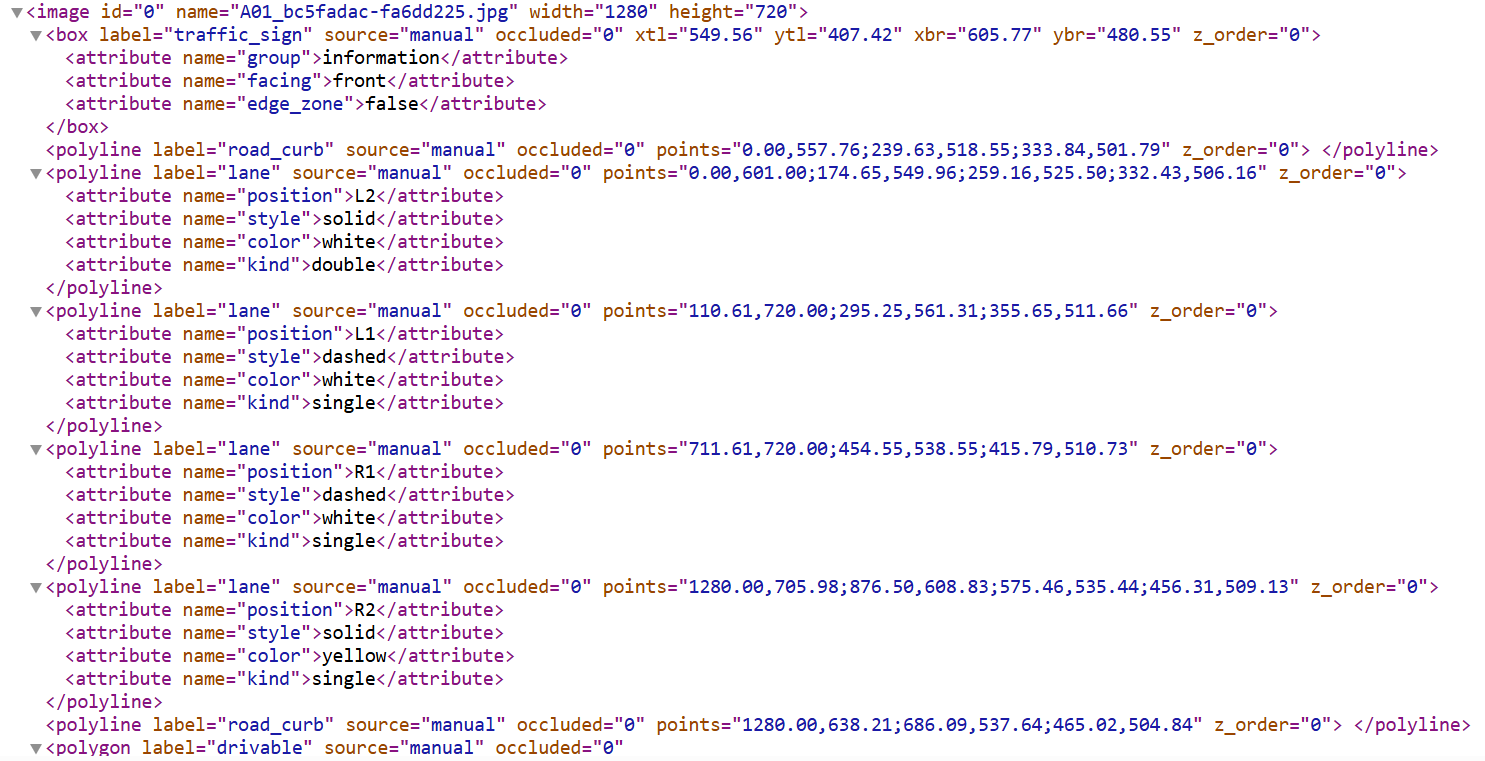 ▼<image id="0" name="A01_bc5fadac-fa6dd225.jpg" width="1280" height="720">
▼<box label="traffic_sign" source="manual" occluded="0" xtl="549.56" ytl="407.42" xbr="605.77" ybr="480.55" z_order="0">
<attribute name="group">information</attribute>
<attribute name="facing">front</attribute>
<attribute name="edge_zone">false</attribute>
</box>
<polyline label="road_curb" source="manual" occluded="0" points="0.00,557.76;239.63,518.55;333.84,501.79" z_order="0"> </polyline>
▼<polyline label="lane" source="manual" occluded="0" points="0.00,601.00;174.65,549.96;259.16,525.50;332.43,506.16" z_order="0">
<attribute name="position">L2</attribute>
<attribute name="style">solid</attribute>
<attribute name="color">white</attribute>
<attribute name="kind">double</attribute>
</polyline>
▼<polyline label="lane" source="manual" occluded="0" points="110.61,720.00;295.25,561.31;355.65,511.66" z_order="0">
<attribute name="position">L1</attribute>
<attribute name="style">dashed</attribute>
<attribute name="color">white</attribute>
<attribute name="kind">single</attribute>
</polyline>
▼<polyline label="lane" source="manual" occluded="0" points="711.61,720.00;454.55,538.55;415.79,510.73" z_order="0">
<attribute name="position">R1</attribute>
<attribute name="style">dashed</attribute>
<attribute name="color">white</attribute>
<attribute name="kind">single</attribute>
</polyline>
▼<polyline label="lane" source="manual" occluded="0" points="1280.00,705.98;876.50,608.83;575.46,535.44;456.31,509.13" z_order="0">
<attribute name="position">R2</attribute>
<attribute name="style">solid</attribute>
<attribute name="color">yellow</attribute>
<attribute name="kind">single</attribute>
</polyline>
<polyline label="road_curb" source="manual" occluded="0" points="1280.00,638.21;686.09,537.64;465.02,504.84" z_order="0"> </polyline>
▼<polygon label="drivable" source="manual" occluded="0"